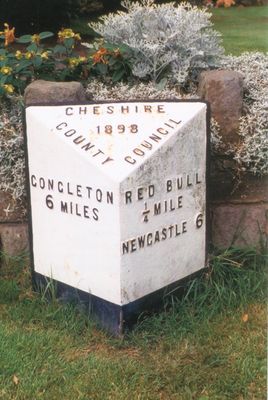 CHESHIRE
1898
COUNTY COUNCIL
CONGLETON
6 MILES
RED BULL
1/4 MILE
NEWCASTLE 6